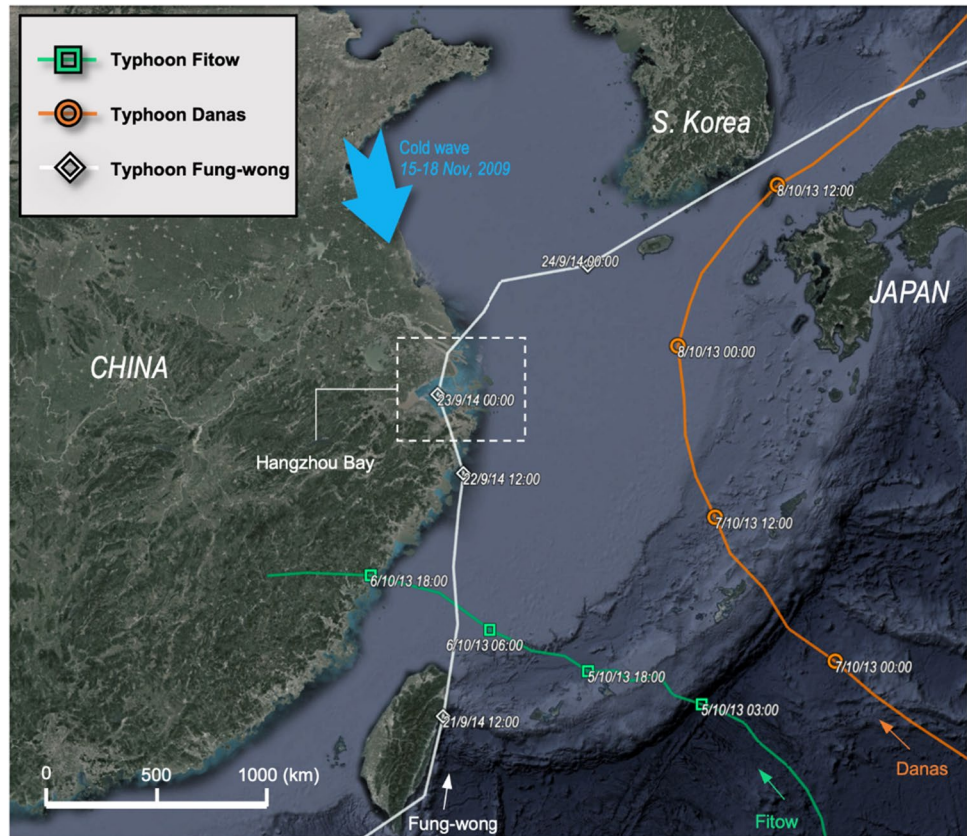 Typhoon Fitow
Typhoon Danas
Typhoon Fung-wong
Cold wave
15-18 Nov, 2009
S. Korea
8/10/13 12:00
24/9/14 00:00
JAPAN
8/10/13 00:00
CHINA
23/9/14 00:00
Hangzhou Bay
22/9/14 12:00
7/10/13 12:00
6/10/13 18:00
6/10/13 06:00
5/10/13 18:00
7/10/13 00:00
5/10/13 03:00
21/9/14 12:00
0 500 1000 (km)
Danas
Fung-wong
Fitow